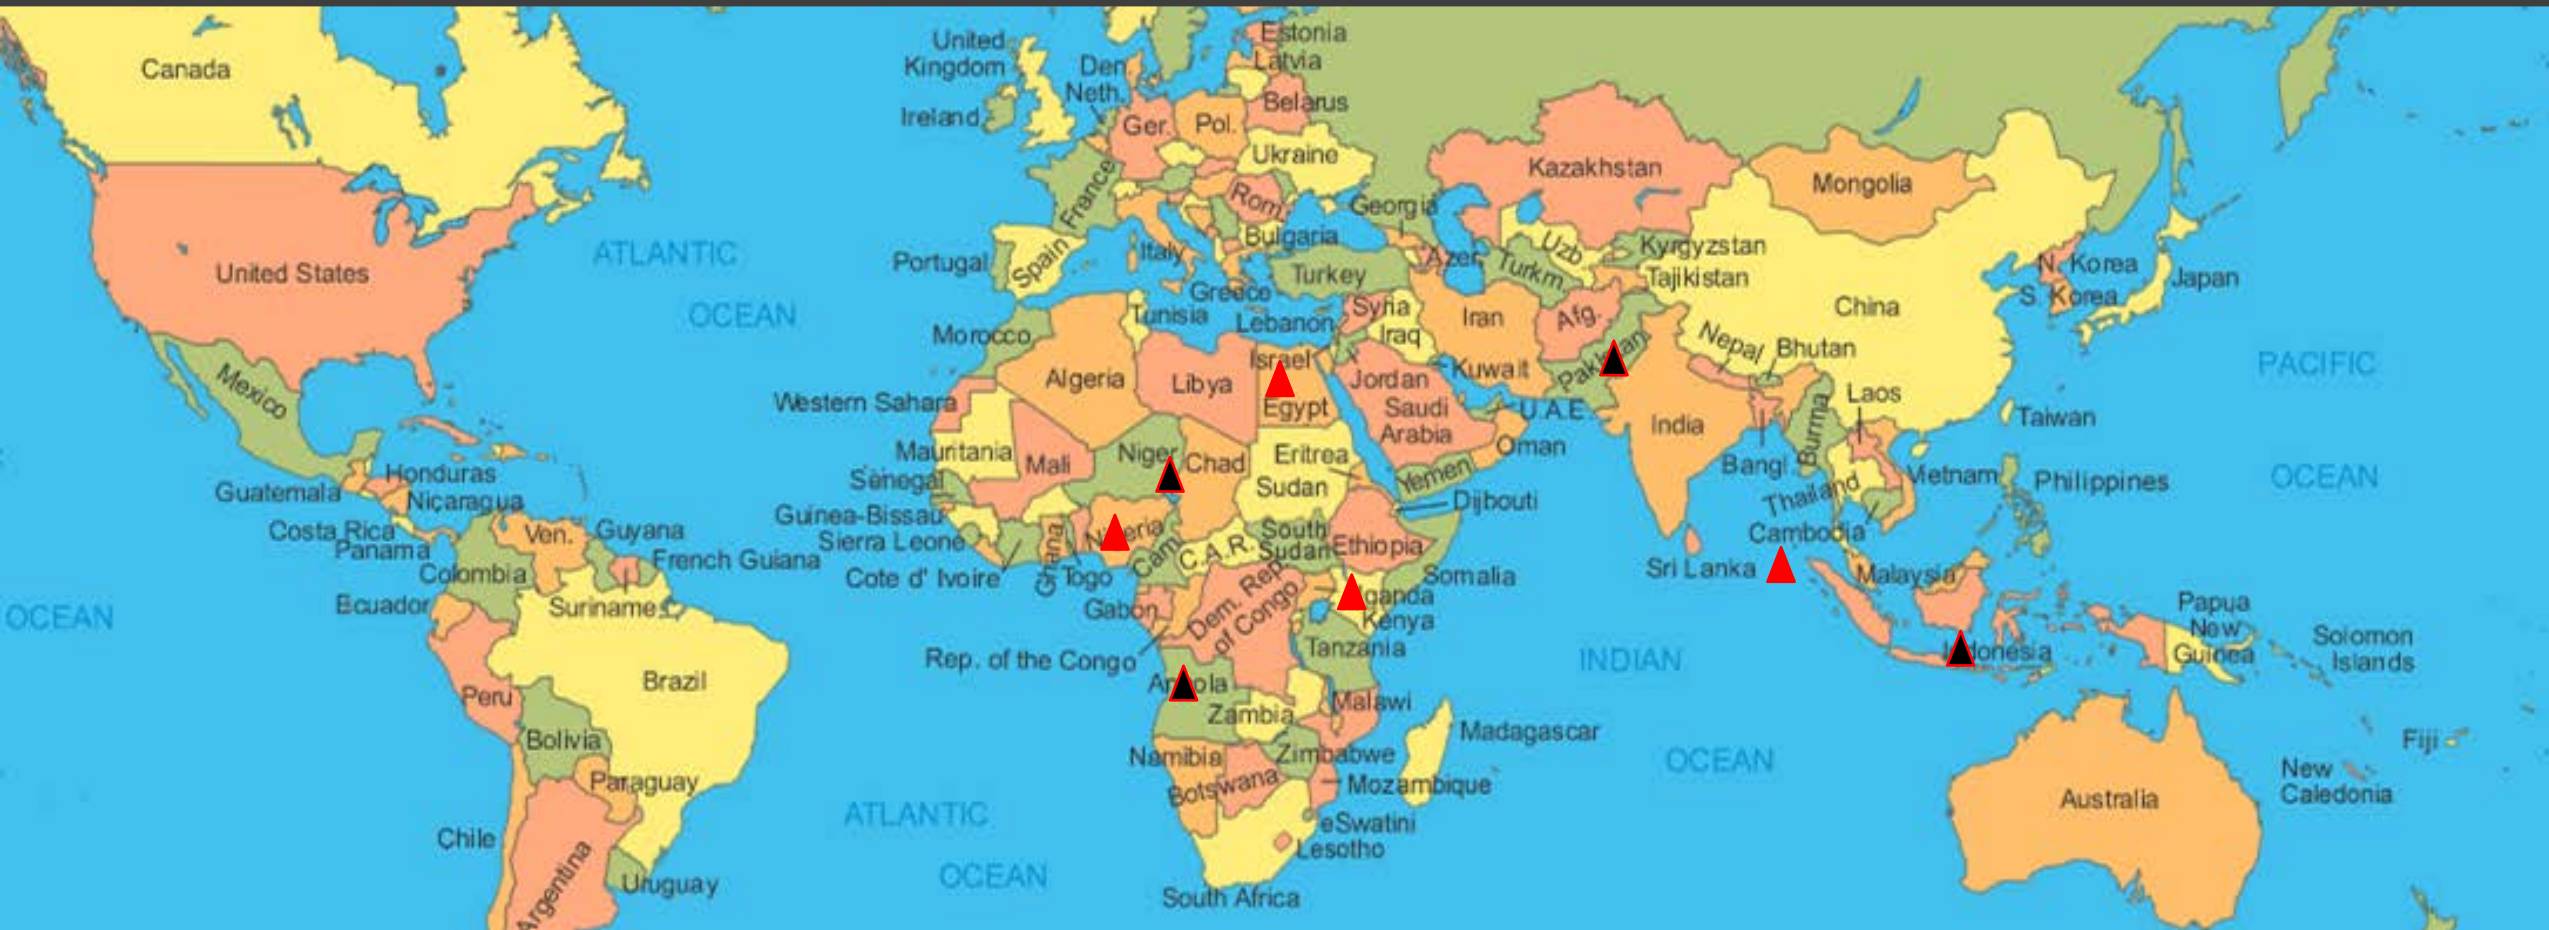 Canada
United States
Mexico
Guatemala
Honduras
Nicaragua
Costa Rica
Panama
Ven.
Guyana
French Guiana
Suriname
Colombia
Ecuador
Peru
Brazil
Bolivia
Paraguay
Chile
Argentina
Uruguay
ATLANTIC
OCEAN
OCEAN
ATLANTIC
OCEAN
United
Kingdom
Ireland
Den.
Neth.
Ger.
Pol.
Estonia
Latvia
Belarus
Ukraine
France
Rom.
Bulgaria
Italy
Spain
Portugal
Greece
Turkey
Georgia
Azer.
Kazakhstan
Uzb.
Turkm.
Kyrgyzstan
Tajikistan
Mongolia
China
N. Korea
S. Korea
Japan
Taiwan
Morocco
Tunisia
Algeria
Libya
Egypt
Western Sahara
Mauritania
Mali
Niger
Chad
Sudan
Eritrea
Senegal
Guinea-Bissau
Sierra Leone
Cote d' Ivoire
Ghana
Togo
Cam.
C.A.R.
South
Sudan
Ethiopia
Djibouti
Somalia
Kenya
Gabon
Dem. Rep.
of Congo
Rep. of the Congo
Tanzania
Zambia
Malawi
Namibia
Botswana
Zimbabwe
Mozambique
Madagascar
eSwatini
Lesotho
South Africa
Lebanon
Israel
Syria
Iraq
Jordan
Kuwait
Saudi
Arabia
U.A.E.
Oman
Yemen
Iran
Afg.
India
Nepal
Bhutan
Bangl.
Burma
Laos
Thailand
Vietnam
Cambodia
Sri Lanka
Malaysia
Philippines
Papua
New
Guinea
Solomon
Islands
Australia
Fiji
New
Caledonia
INDIAN
OCEAN
PACIFIC
OCEAN